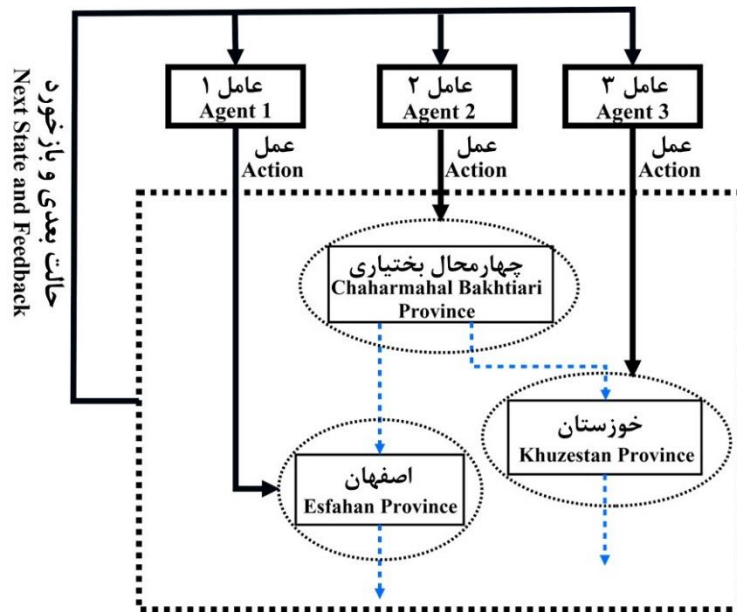 حالت بعدی و بازخورد
Next State and Feedback
عامل ۱
Agent 1
عامل ۲
Agent 2
عامل ۳
Agent 3
عمل
Action
عمل
Action
عمل
Action
چهارمحال بختیاری
Chaharmahal Bakhtiari
Province
خوزستان
Khuzestan Province
اصفهان
Esfahan Province